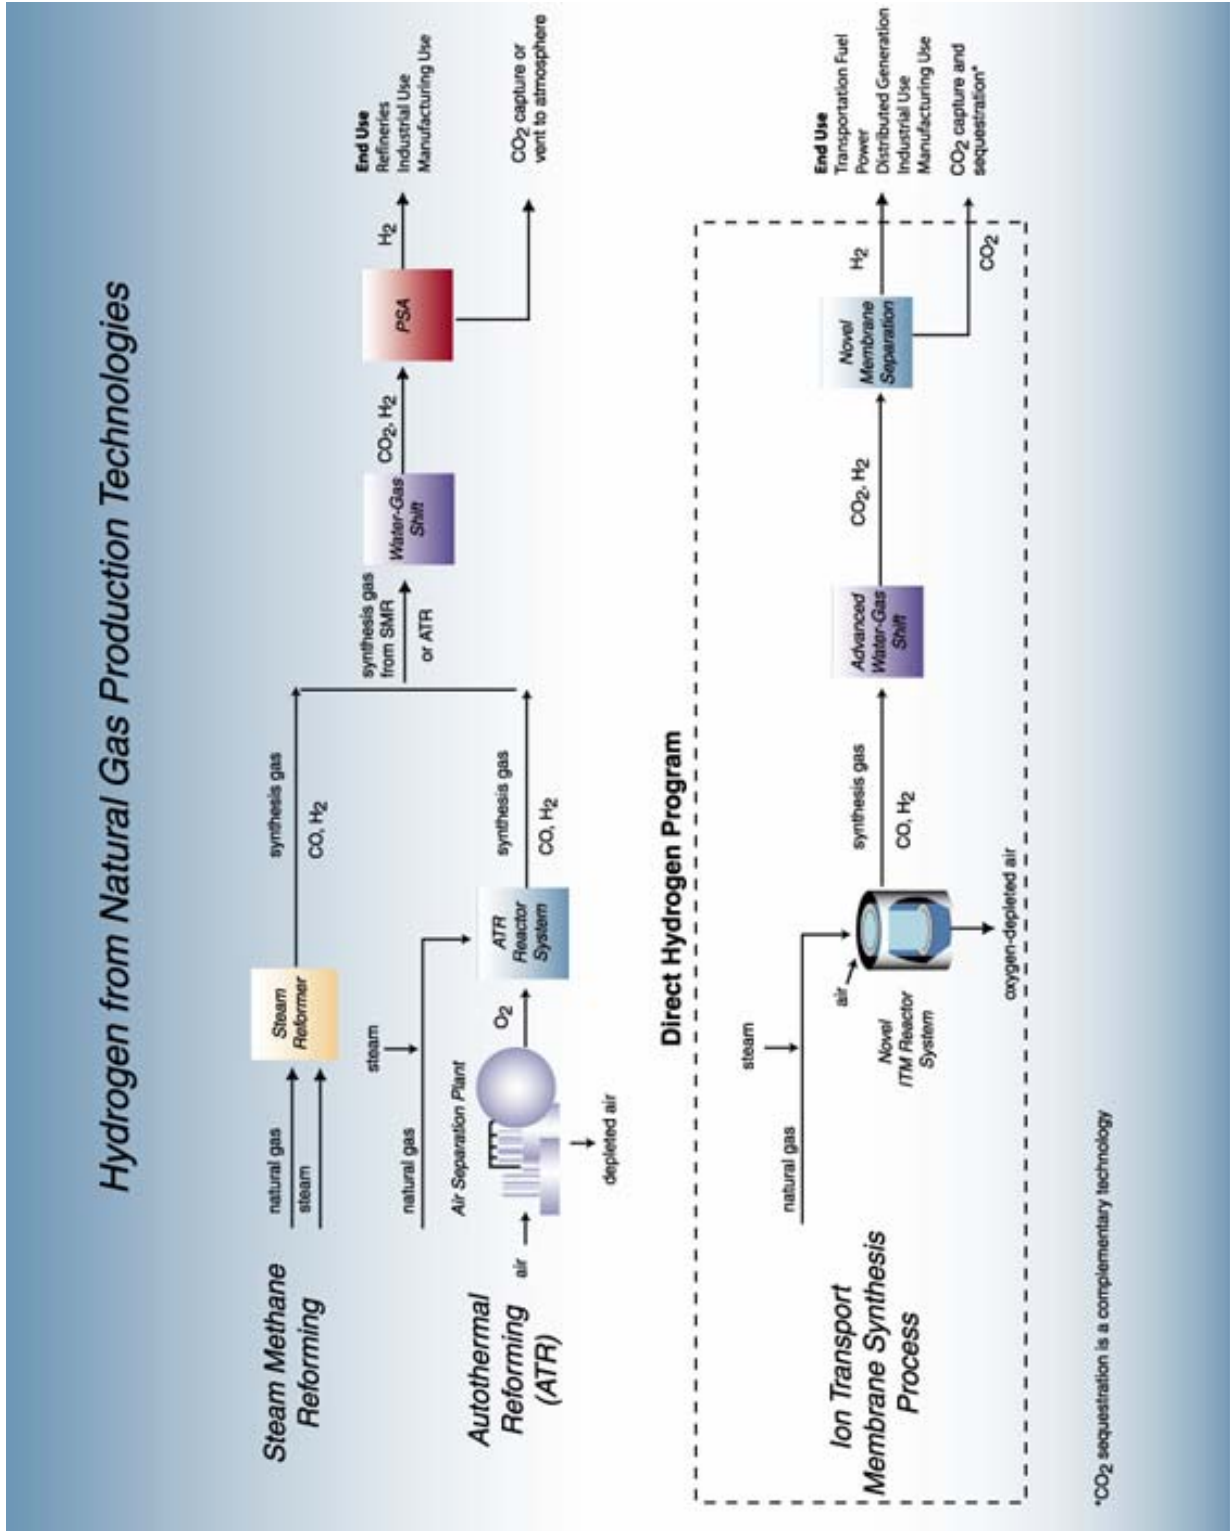 Hydrogen from Natural Gas Production Technologies
Steam Methane
Reforming
natural gas
steam
Steam
Reformer
synthesis gas
CO, H2
Autothermal
Reforming
(ATR)
natural gas
steam
Air Separation Plant
air
depleted air
O2
ATR
Reactor
System
synthesis gas
CO, H2
synthesis gas
from SMR
or ATR
Water-Gas
Shift
CO2, H2
PSA
H2
End Use
Refineries
Industrial Use
Manufacturing Use
CO2 capture or
vent to atmosphere
Direct Hydrogen Program
Ion Transport
Membrane Synthesis
Process
natural gas
steam
air
Novel
ITM Reactor
System
oxygen-depleted air
synthesis gas
CO, H2
Advanced
Water-Gas
Shift
CO2, H2
Novel
Membrane
Separation
H2
CO2
End Use
Transportation Fuel
Power
Distributed Generation
Industrial Use
Manufacturing Use
CO2 capture and
sequestration*
*CO2 sequestration is a complementary technology